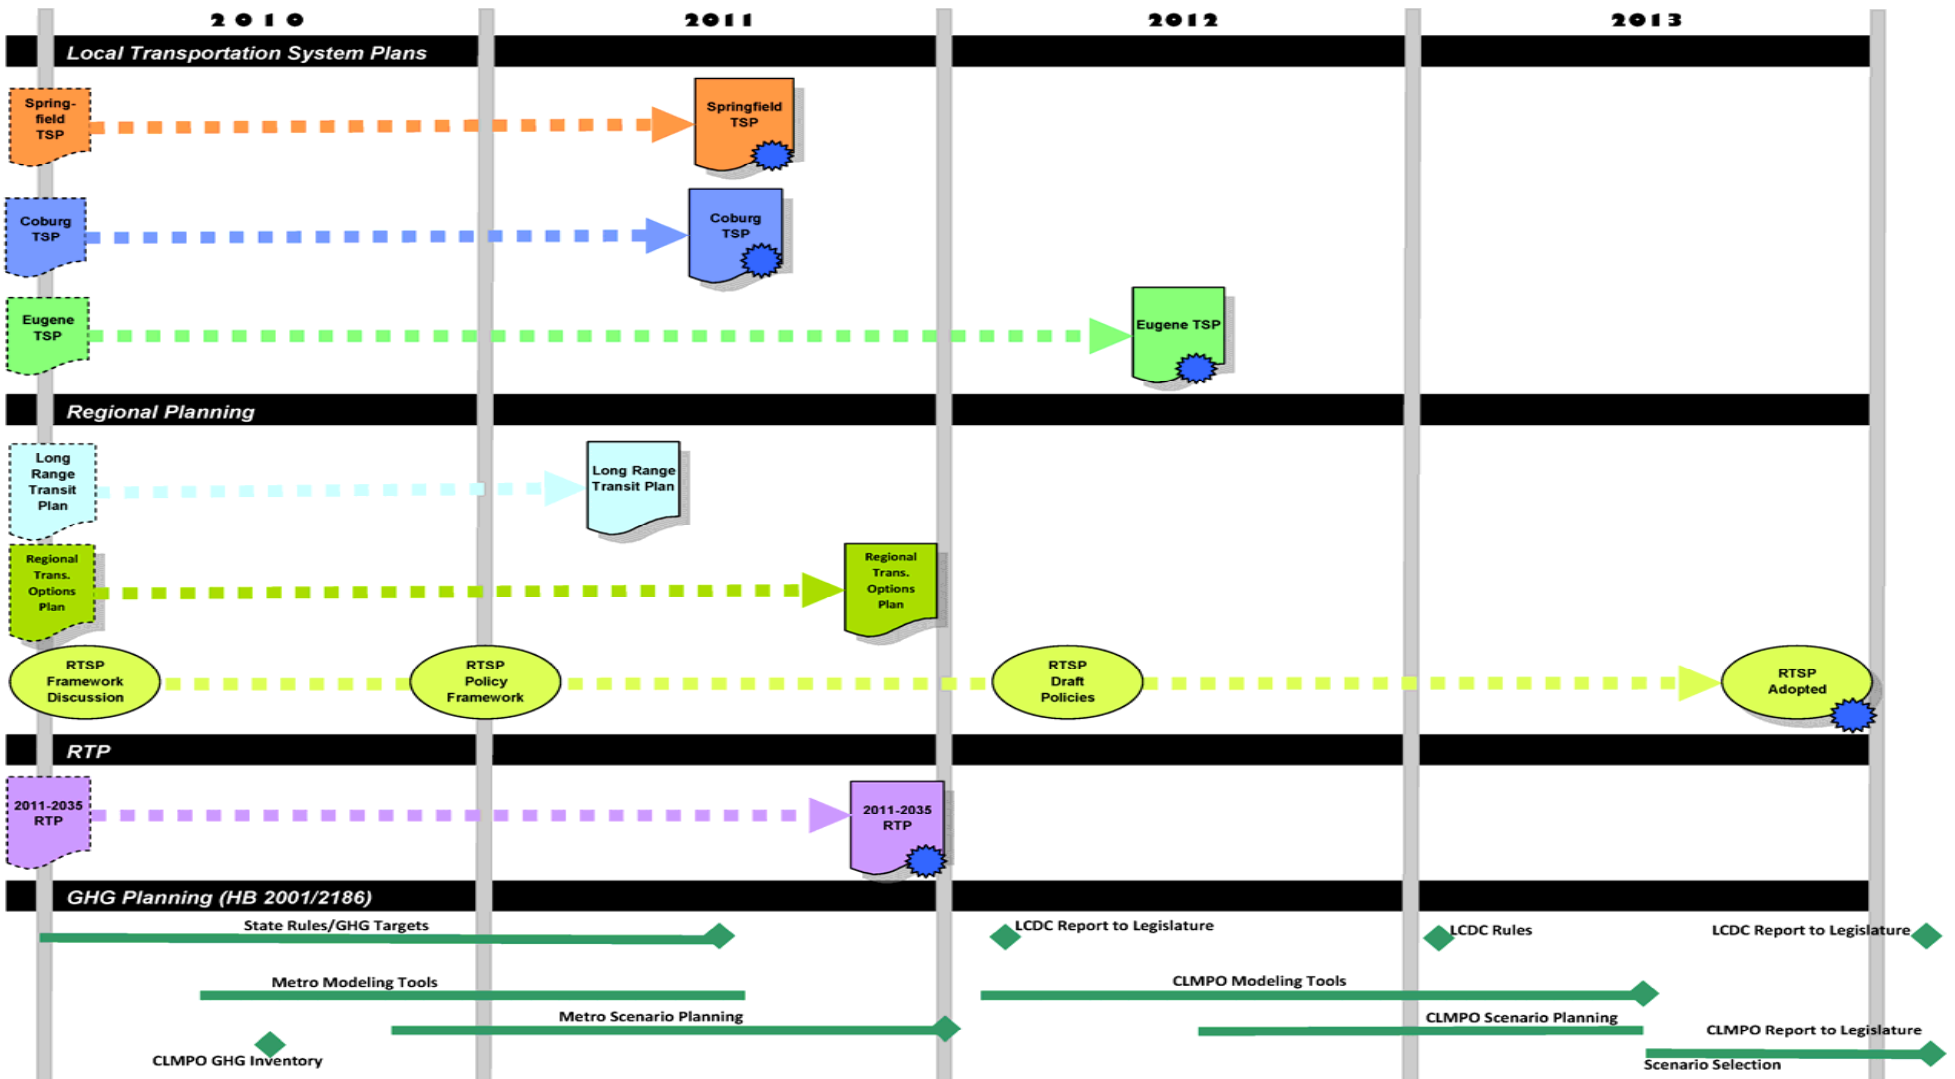 2010 2011 2012 2013
Local Transportation System Plans
Spring-
field
TSP
Springfield
TSP
Coburg
TSP
Coburg
TSP
Eugene
TSP
Eugene TSP
Regional Planning
Long
Range
Transit
Plan
Long Range
Transit Plan
Regional
Trans.
Options
Plan
Regional
Trans.
Options
Plan
RTSP
Framework
Discussion
RTSP
Policy
Framework
RTSP
Draft
Policies
RTSP
Adopted
RTP
2011-2035
RTP
2011-2035
RTP
GHG Planning (HB 2001/2186)
State Rules/GHG Targets
LCDC Report to Legislature
LCDC Rules
LCDC Report to Legislature
Metro Modeling Tools
CLMPO Modeling Tools
Metro Scenario Planning
CLMPO Scenario Planning
CLMPO Report to Legislature
CLMPO GHG Inventory
Scenario Selection